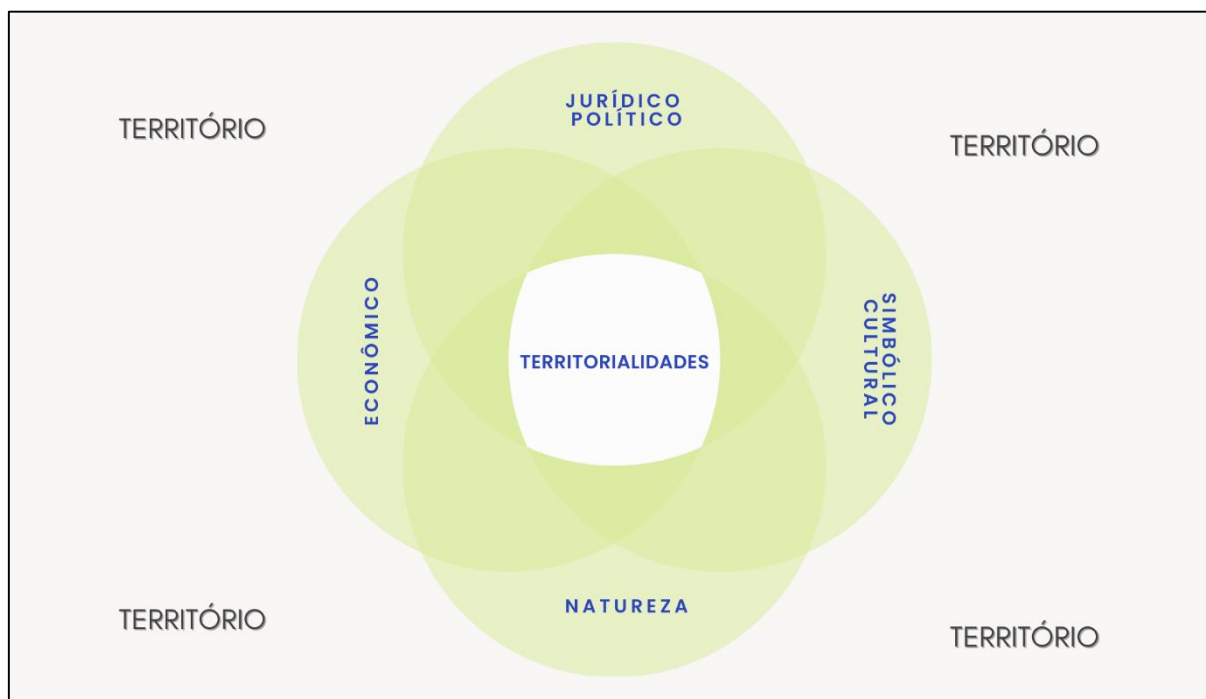 JURÍDICO
POLÍTICO
TERRITÓRIO
TERRITÓRIO
ECONÔMICO
TERRITORIALIDADES
SIMBÓLICO
CULTURAL
NATUREZA
TERRITÓRIO
TERRITÓRIO